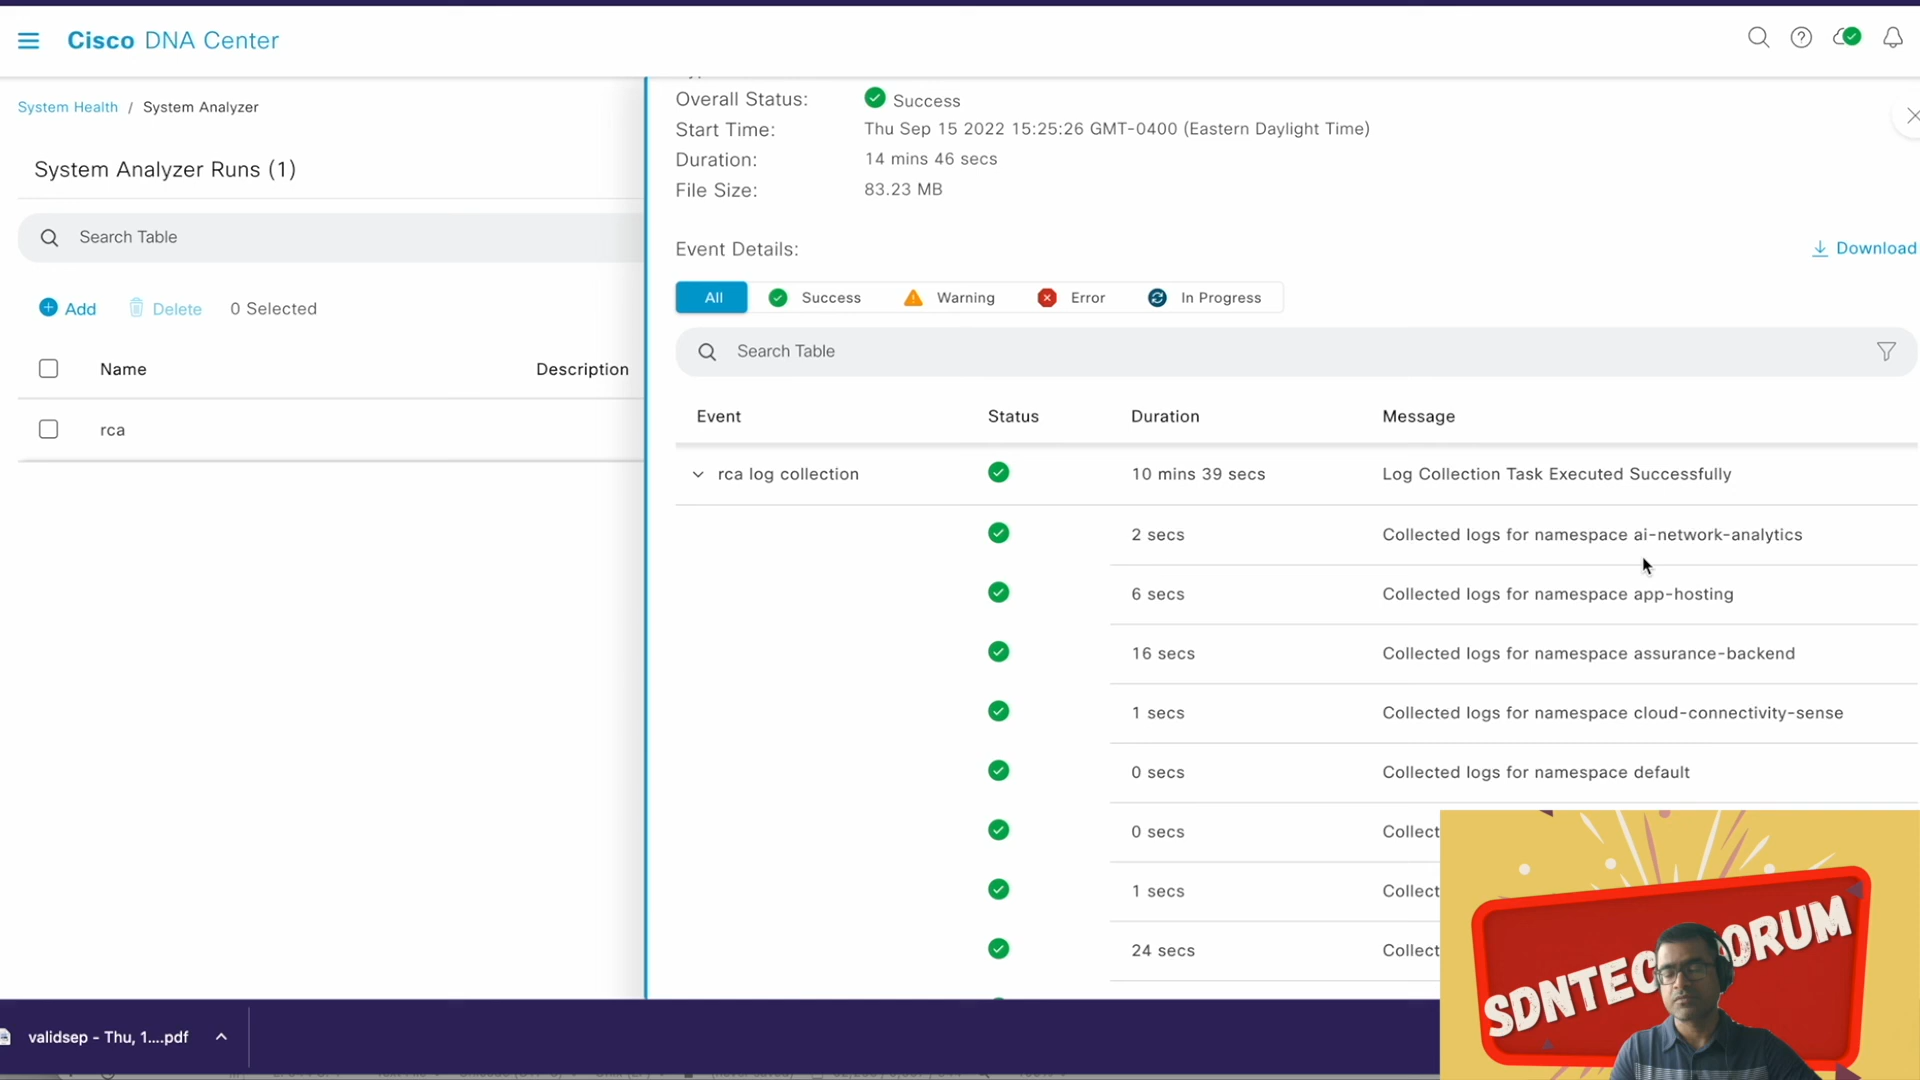 Cisco DNA Center
System Health / System Analyzer
System Analyzer Runs (1)
Search Table
Add
Delete
0 Selected
Name
Description
rca
Overall Status:
Success
Start Time:
Thu Sep 15 2022 15:25:26 GMT-0400 (Eastern Daylight Time)
Duration:
14 mins 46 secs
File Size:
83.23 MB
Event Details:
Download
All
Success
Warning
Error
In Progress
Search Table
Event
Status
Duration
Message
rca log collection
10 mins 39 secs
Log Collection Task Executed Successfully
2 secs
Collected logs for namespace ai-network-analytics
6 secs
Collected logs for namespace app-hosting
16 secs
Collected logs for namespace assurance-backend
1 secs
Collected logs for namespace cloud-connectivity-sense
0 secs
Collected logs for namespace default
0 secs
Collect
1 secs
Collect
24 secs
Collect
validsep - Thu, 1....pdf